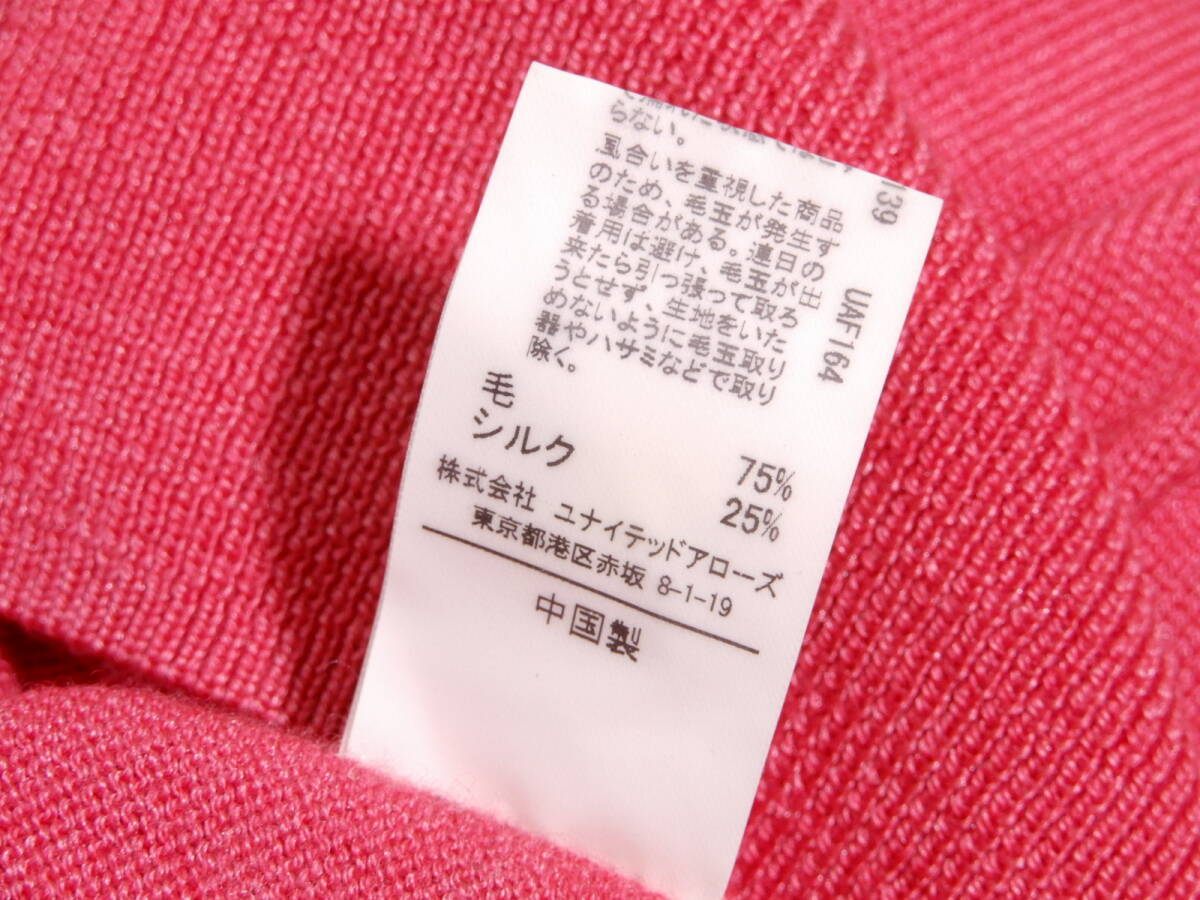 らない。
風合いを重視した商品
のため、毛玉が発生す
る場合がある。連日の
着用は避け、毛玉が出
来たら引っ張って取ろ
うとせず、生地をいた
めないように毛玉取り
器やハサミなどで取り
除く。
毛 75%
シルク 25%
株式会社 ユナイテッドアローズ
東京都港区赤坂 8-1-19
中国製
UAF164